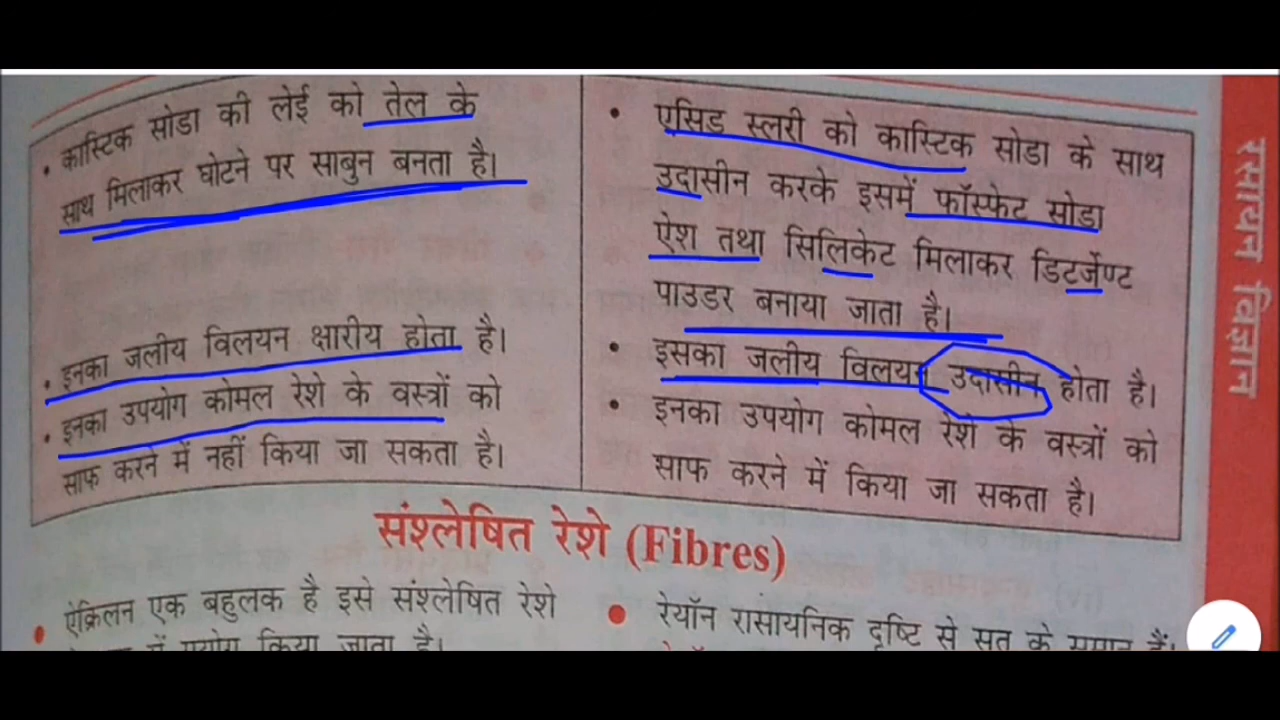 • कास्टिक सोडा की लेई को तेल के
साथ मिलाकर घोटने पर साबुन बनता है।
• इनका जलीय विलयन क्षारीय होता है।
• इनका उपयोग कोमल रेशे के वस्त्रों को
साफ करने में नहीं किया जा सकता है।
• एसिड स्लरी को कास्टिक सोडा के साथ
उदासीन करके इसमें फॉस्फेट सोडा
ऐश तथा सिलिकेट मिलाकर डिटर्जेण्ट
पाउडर बनाया जाता है।
• इसका जलीय विलयन उदासीन होता है।
• इनका उपयोग कोमल रेशे के वस्त्रों को
साफ करने में किया जा सकता है।
संश्लेषित रेशे (Fibres)
• ऐक्रिलन एक बहुलक है इसे संश्लेषित रेशे
किया जाता है।
• रेयॉन रासायनिक दृष्टि से सूत के समान हैं।
रसायन विज्ञान